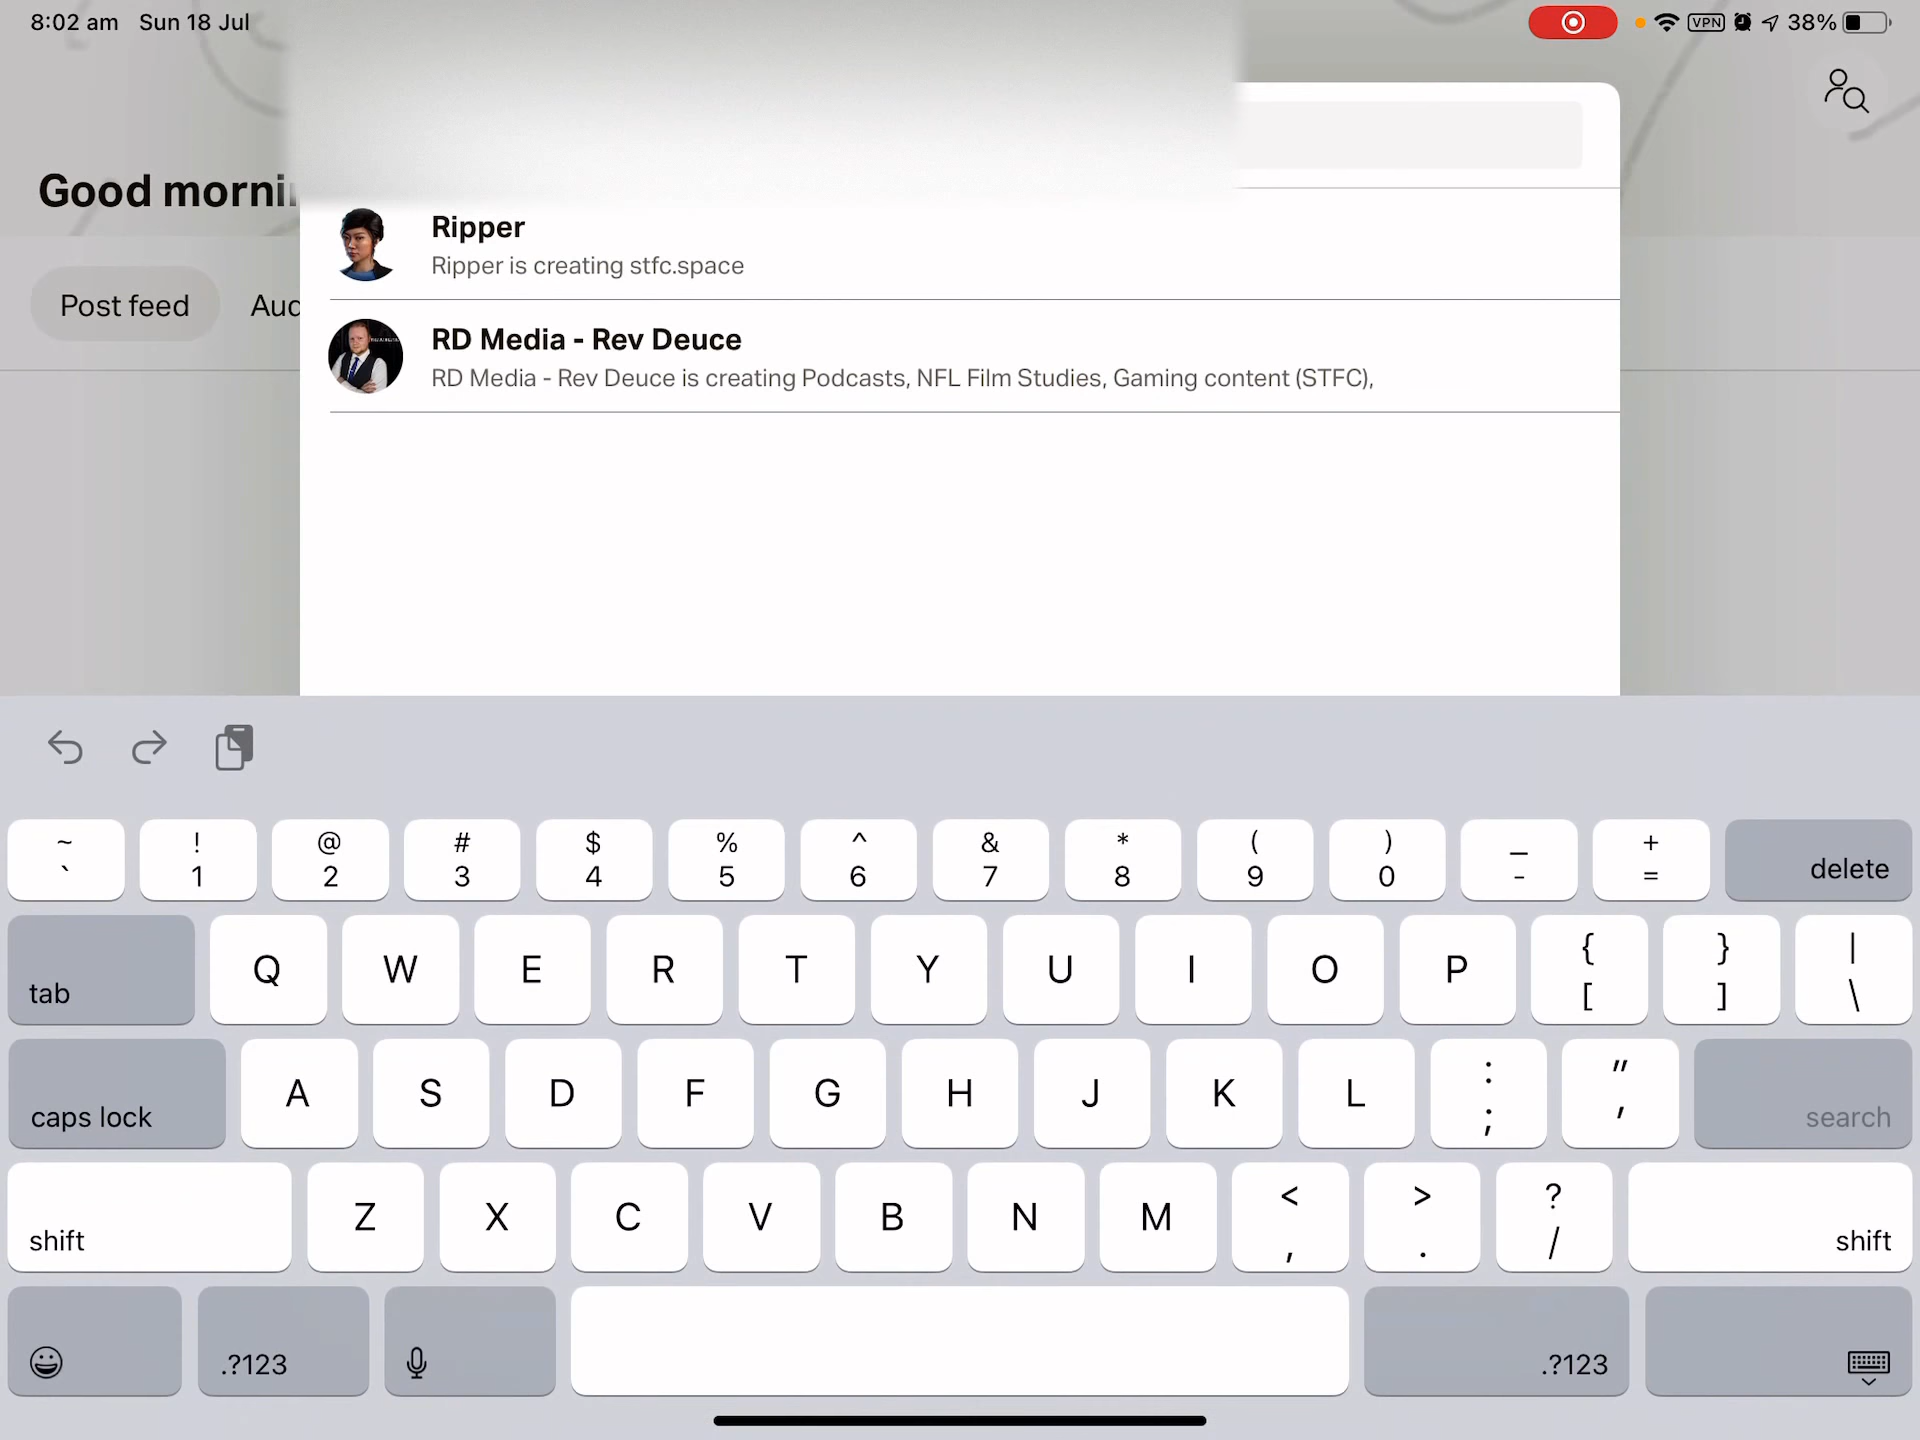 8:02 am Sun 18 Jul
VPN 38%
Good morni
Post feed Aud
Ripper
Ripper is creating stfc.space
RD Media - Rev Deuce
RD Media - Rev Deuce is creating Podcasts, NFL Film Studies, Gaming content (STFC),
~ ! @ # $ % ^ & * ( ) _ +
` 1 2 3 4 5 6 7 8 9 0 - = delete
tab Q W E R T Y U I O P { [ } ] | \
caps lock A S D F G H J K L : ; " ' search
shift Z X C V B N M < , > . ? / shift
.?123 .?123